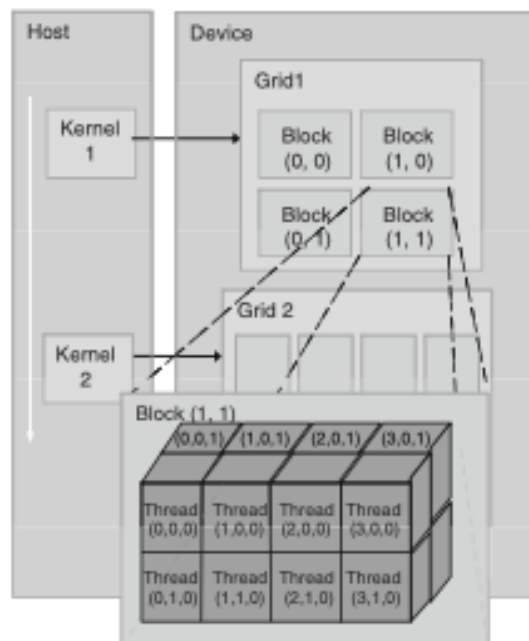 Host
Device
Grid1
Kernel
1
Block
(0, 0)
Block
(1, 0)
Block
(0, 1)
Block
(1, 1)
Grid 2
Kernel
2
Block (1, 1)
(0,0,1) (1,0,1) (2,0,1) (3,0,1)
Thread Thread Thread Thread
(0,0,0) (1,0,0) (2,0,0) (3,0,0)
Thread Thread Thread Thread
(0,1,0) (1,1,0) (2,1,0) (3,1,0)